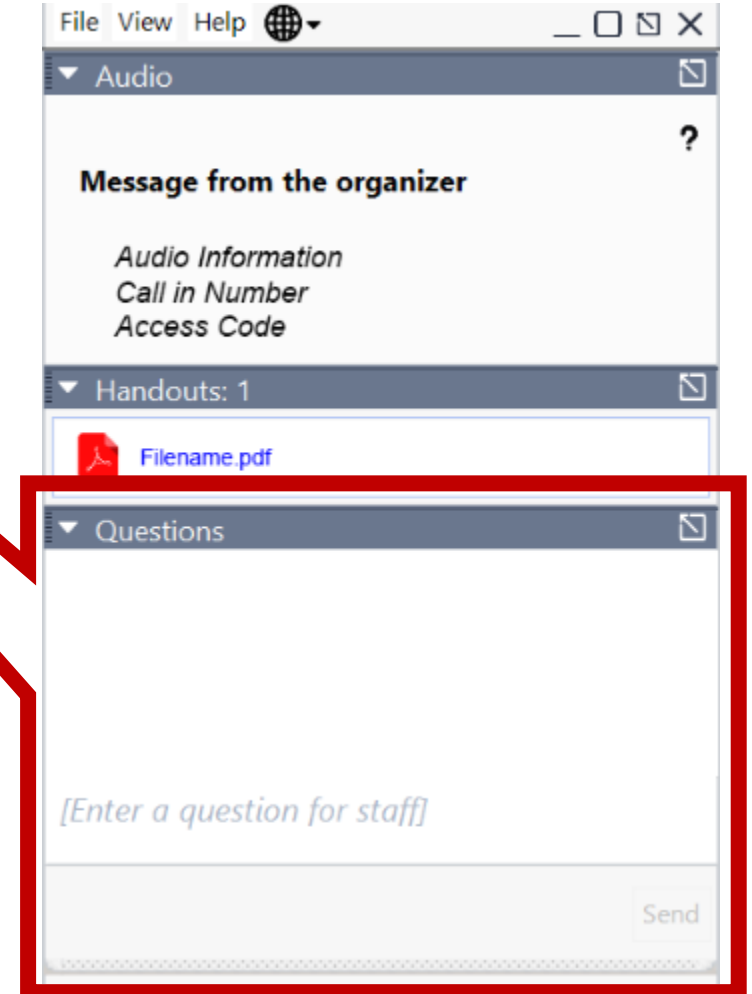 File View Help
Audio
?
Message from the organizer
Audio Information
Call in Number
Access Code
Handouts: 1
Filename.pdf
Questions
[Enter a question for staff]
Send